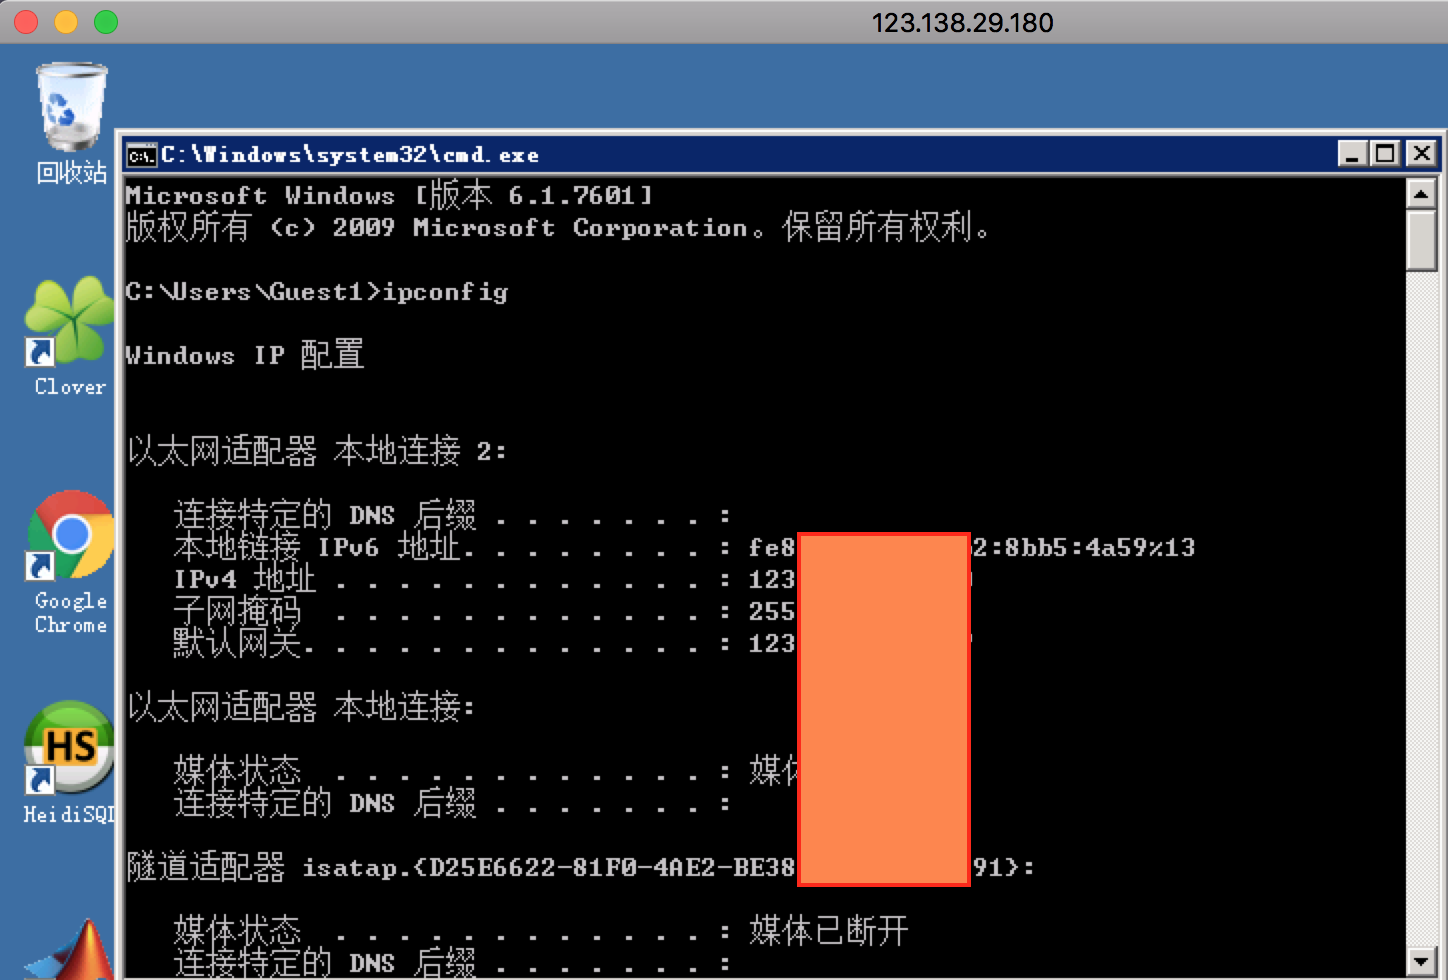 123.138.29.180
回收站
C:\Windows\system32\cmd.exe
Microsoft Windows [版本 6.1.7601]
版权所有 (c) 2009 Microsoft Corporation。保留所有权利。
C:\Users\Guest1>ipconfig
Windows IP 配置
Clover
以太网适配器 本地连接 2:
连接特定的 DNS 后缀 . . . . . . . :
本地链接 IPv6 地址. . . . . . . . : fe8 2:8bb5:4a59%13
IPv4 地址 . . . . . . . . . . . . : 123
子网掩码 . . . . . . . . . . . . : 255
默认网关. . . . . . . . . . . . . : 123
Google
Chrome
以太网适配器 本地连接:
媒体状态 . . . . . . . . . . . . : 媒体
连接特定的 DNS 后缀 . . . . . . . :
HS
HeidiSQL
隧道适配器 isatap.{D25E6622-81F0-4AE2-BE38 91}:
媒体状态 . . . . . . . . . . . . : 媒体已断开
连接特定的 DNS 后缀 . . . . . . . :